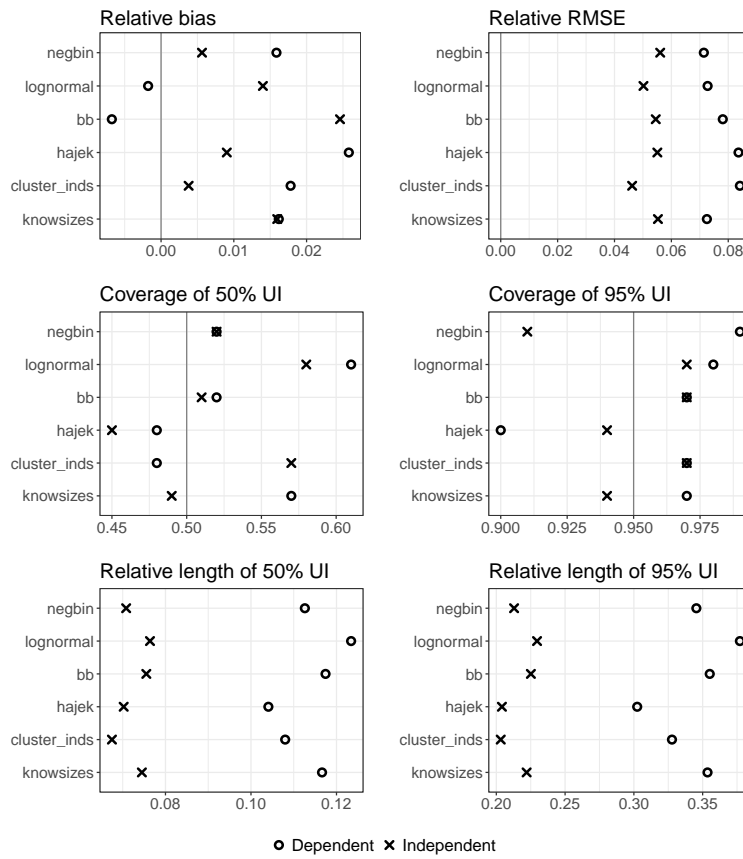 Relative bias
negbin
lognormal
bb
hajek
cluster_inds
knowsizes
0.00 0.01 0.02
Relative RMSE
negbin
lognormal
bb
hajek
cluster_inds
knowsizes
0.00 0.02 0.04 0.06 0.08
Coverage of 50% UI
negbin
lognormal
bb
hajek
cluster_inds
knowsizes
0.45 0.50 0.55 0.60
Coverage of 95% UI
negbin
lognormal
bb
hajek
cluster_inds
knowsizes
0.900 0.925 0.950 0.975
Relative length of 50% UI
negbin
lognormal
bb
hajek
cluster_inds
knowsizes
0.08 0.10 0.12
Relative length of 95% UI
negbin
lognormal
bb
hajek
cluster_inds
knowsizes
0.20 0.25 0.30 0.35
Dependent Independent